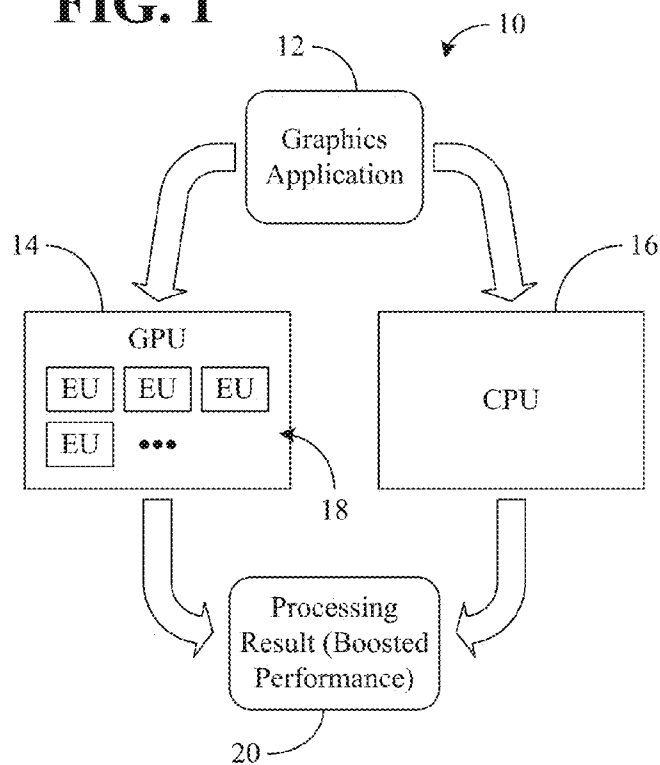 FIG. 1
10
12
Graphics
Application
14
16
GPU
EU EU EU
EU •••
CPU
18
Processing
Result (Boosted
Performance)
20